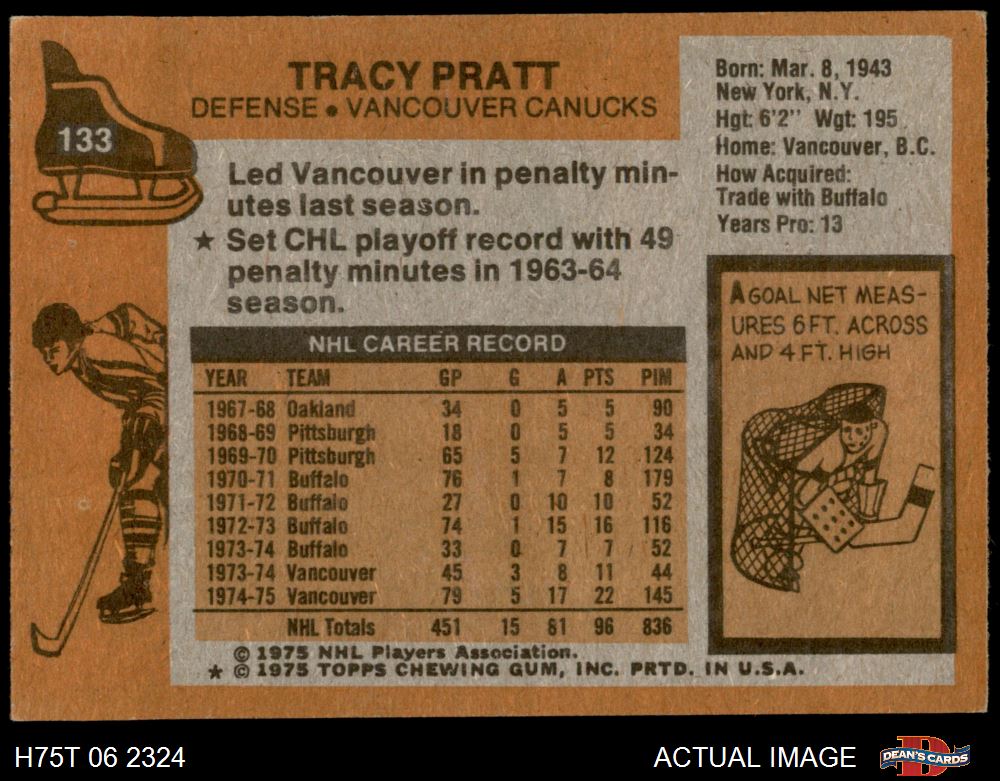 TRACY PRATT
DEFENSE • VANCOUVER CANUCKS
133
Led Vancouver in penalty min-
utes last season.
★ Set CHL playoff record with 49
penalty minutes in 1963-64
season.
Born: Mar. 8, 1943
New York, N.Y.
Hgt: 6'2" Wgt: 195
Home: Vancouver, B.C.
How Acquired:
Trade with Buffalo
Years Pro: 13
A GOAL NET MEAS-
URES 6 FT. ACROSS
AND 4 FT. HIGH
NHL CAREER RECORD
YEAR TEAM GP G A PTS PIM
1967-68 Oakland 34 0 5 5 90
1968-69 Pittsburgh 18 0 5 5 34
1969-70 Pittsburgh 65 5 7 12 124
1970-71 Buffalo 76 1 7 8 179
1971-72 Buffalo 27 0 10 10 52
1972-73 Buffalo 74 1 15 16 116
1973-74 Buffalo 33 0 7 7 52
1973-74 Vancouver 45 3 8 11 44
1974-75 Vancouver 79 5 17 22 145
NHL Totals 451 15 81 96 836
© 1975 NHL Players Association.
★ © 1975 TOPPS CHEWING GUM, INC. PRTD. IN U.S.A.
H75T 06 2324
ACTUAL IMAGE
DEAN'S CARDS